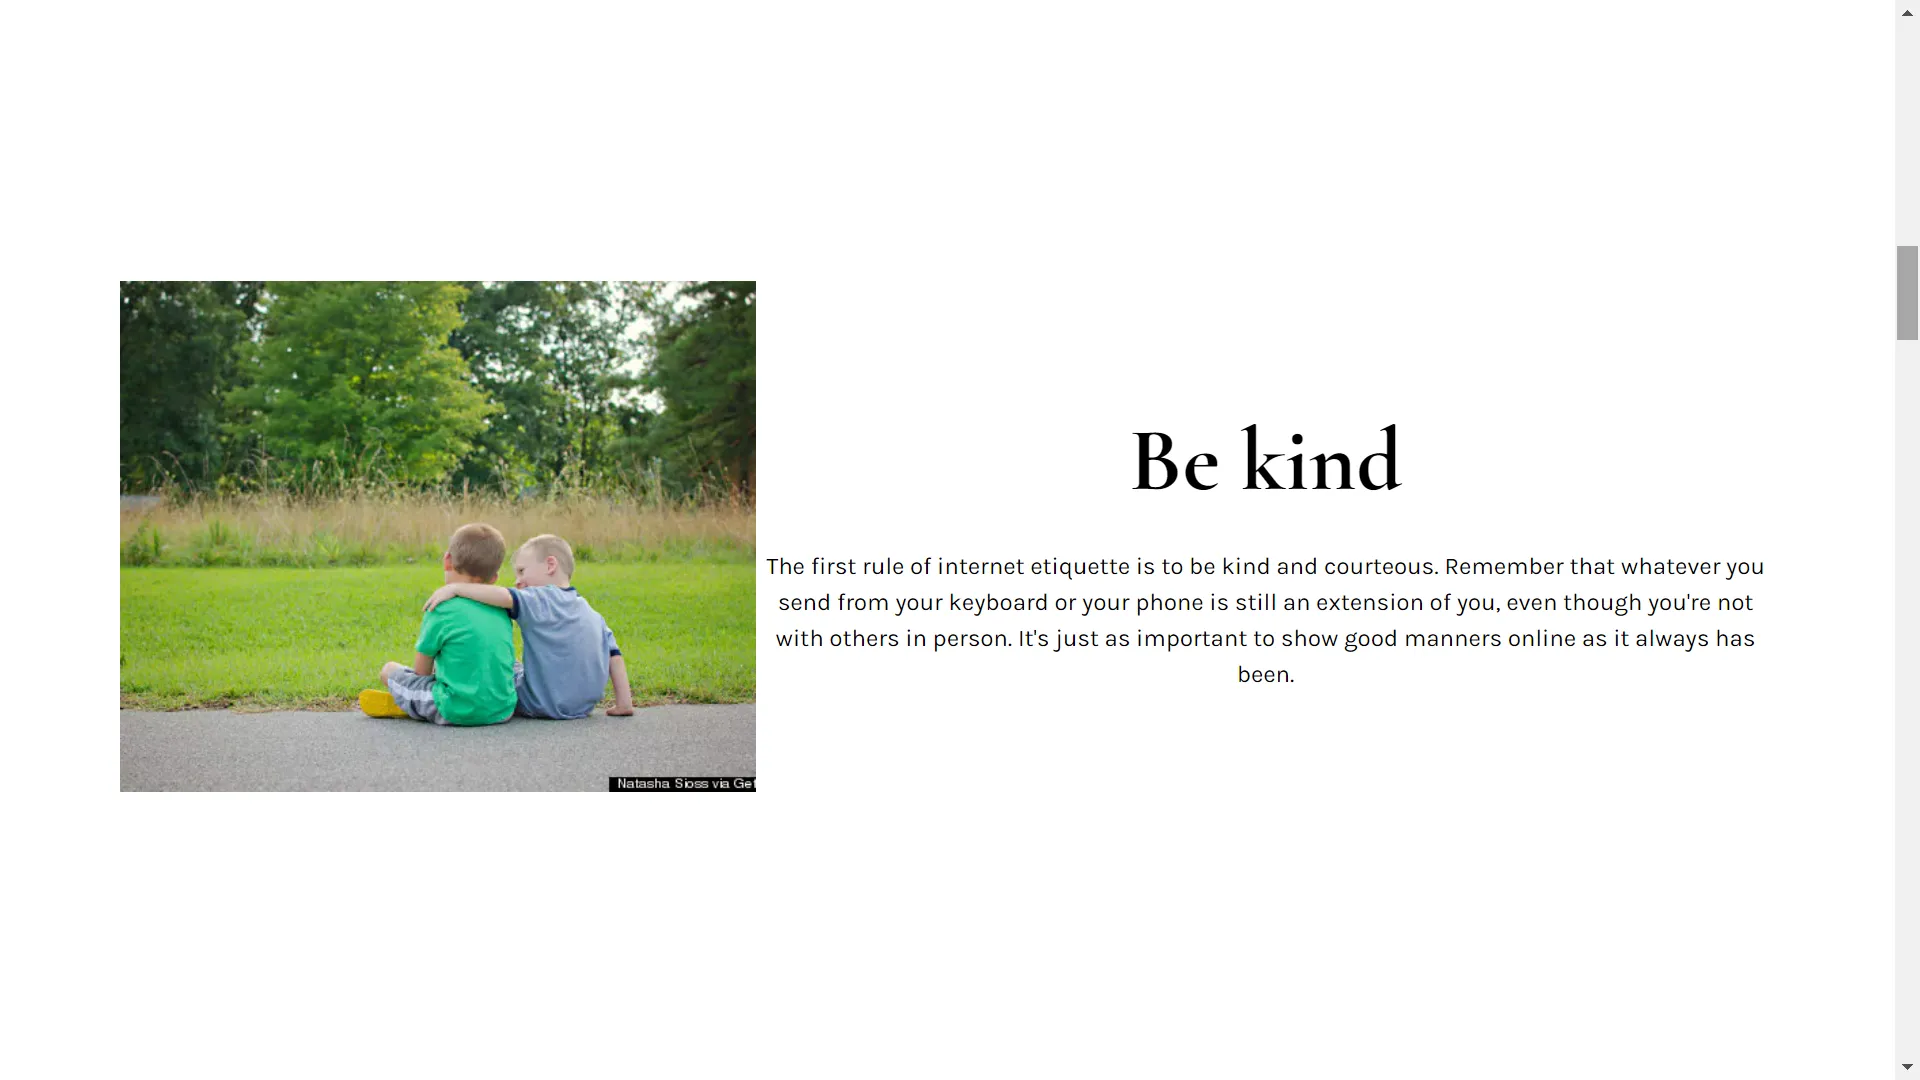 Be kind
The first rule of internet etiquette is to be kind and courteous. Remember that whatever you
send from your keyboard or your phone is still an extension of you, even though you're not
with others in person. It's just as important to show good manners online as it always has
been.
Natasha Sioss via Get